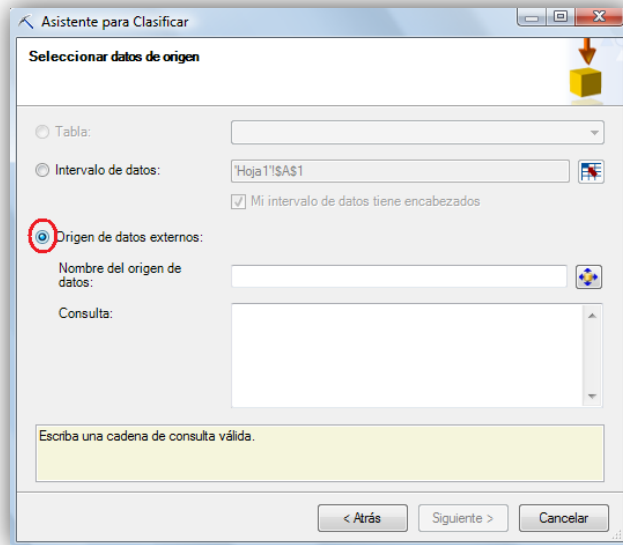 Asistente para Clasificar
Seleccionar datos de origen
Tabla:
Intervalo de datos:
'Hoja1'!$A$1
Mi intervalo de datos tiene encabezados
Origen de datos externos:
Nombre del origen de
datos:
Consulta:
Escriba una cadena de consulta válida.
< Atrás
Siguiente >
Cancelar